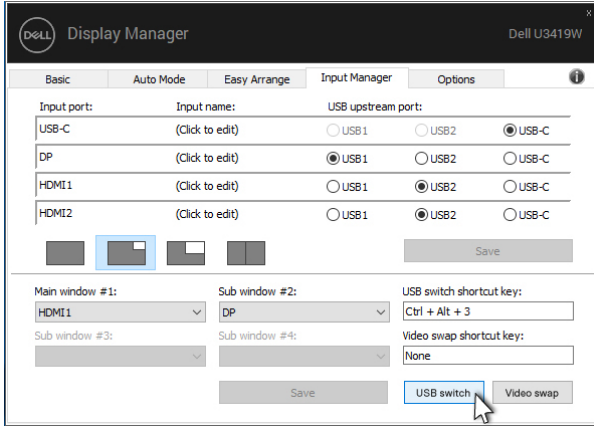 DELL Display Manager Dell U3419W
x
Basic Auto Mode Easy Arrange Input Manager Options i
Input port: Input name: USB upstream port:
USB-C (Click to edit) USB1 USB2 USB-C
DP (Click to edit) USB1 USB2 USB-C
HDMI1 (Click to edit) USB1 USB2 USB-C
HDMI2 (Click to edit) USB1 USB2 USB-C
Save
Main window #1: Sub window #2: USB switch shortcut key:
HDMI1 DP Ctrl + Alt + 3
Sub window #3: Sub window #4: Video swap shortcut key:
None
Save USB switch Video swap